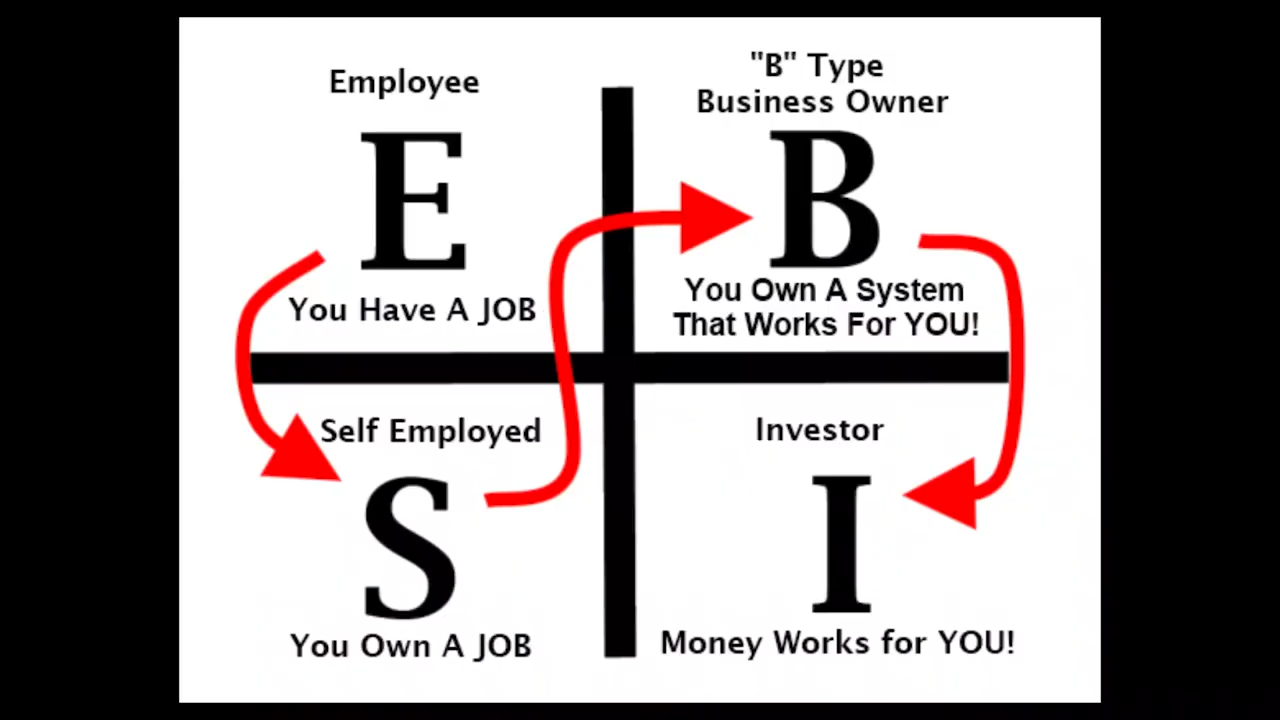 Employee
E
You Have A JOB
"B" Type
Business Owner
B
You Own A System
That Works For YOU!
Self Employed
S
You Own A JOB
Investor
I
Money Works for YOU!